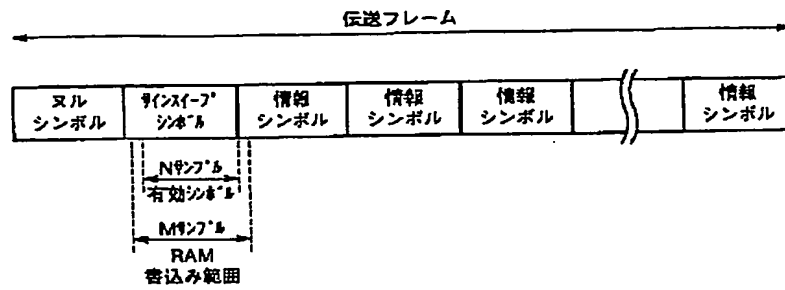 伝送フレーム
ヌル
シンボル
サインスイープ
シンボル
情報
シンボル
情報
シンボル
情報
シンボル
情報
シンボル
Nサンプル
有効シンボル
Mサンプル
RAM
書込み範囲